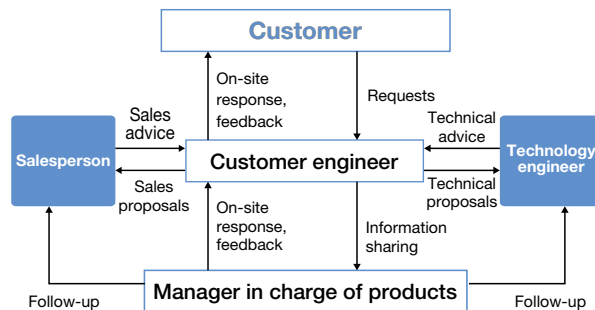 Customer
On-site
response,
feedback
Requests
Sales
advice
Technical
advice
Salesperson
Customer engineer
Technology
engineer
Sales
proposals
Technical
proposals
On-site
response,
feedback
Information
sharing
Manager in charge of products
Follow-up
Follow-up